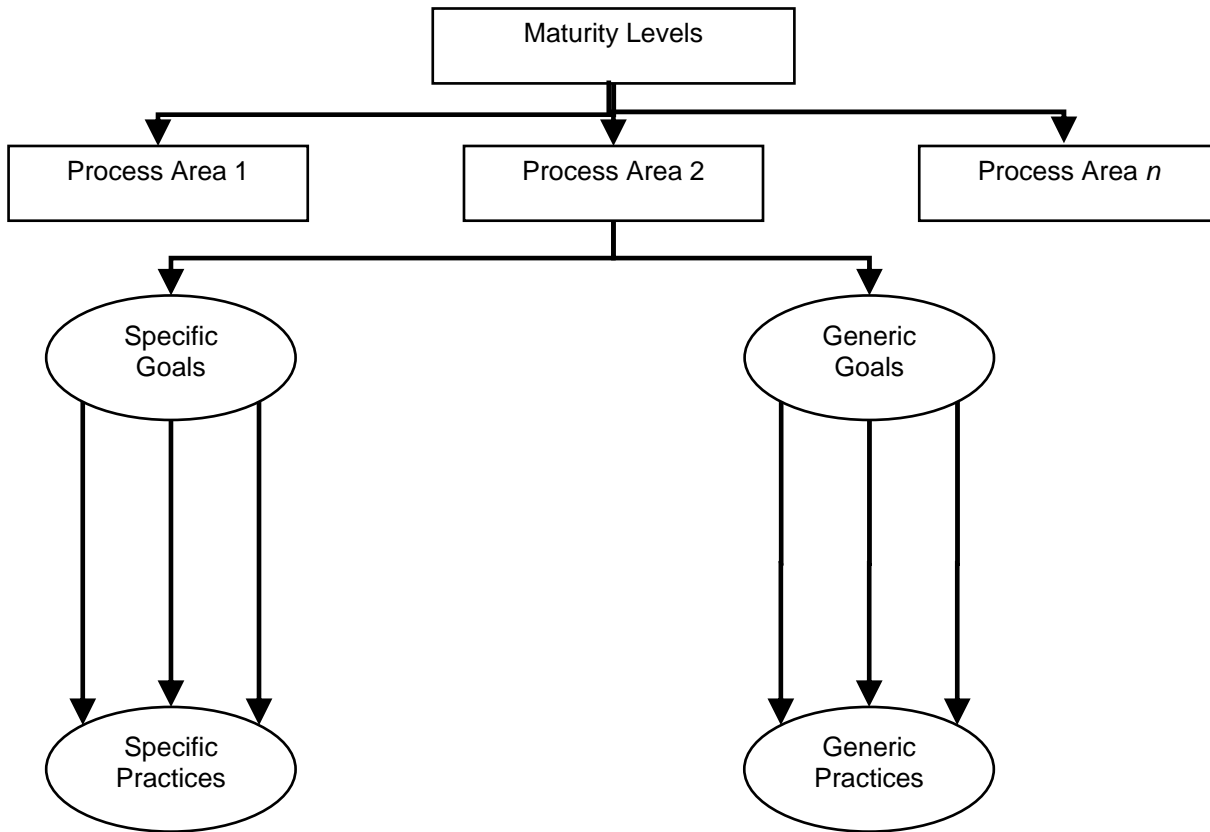 Maturity Levels
Process Area 1
Process Area 2
Process Area n
Specific
Goals
Generic
Goals
Specific
Practices
Generic
Practices